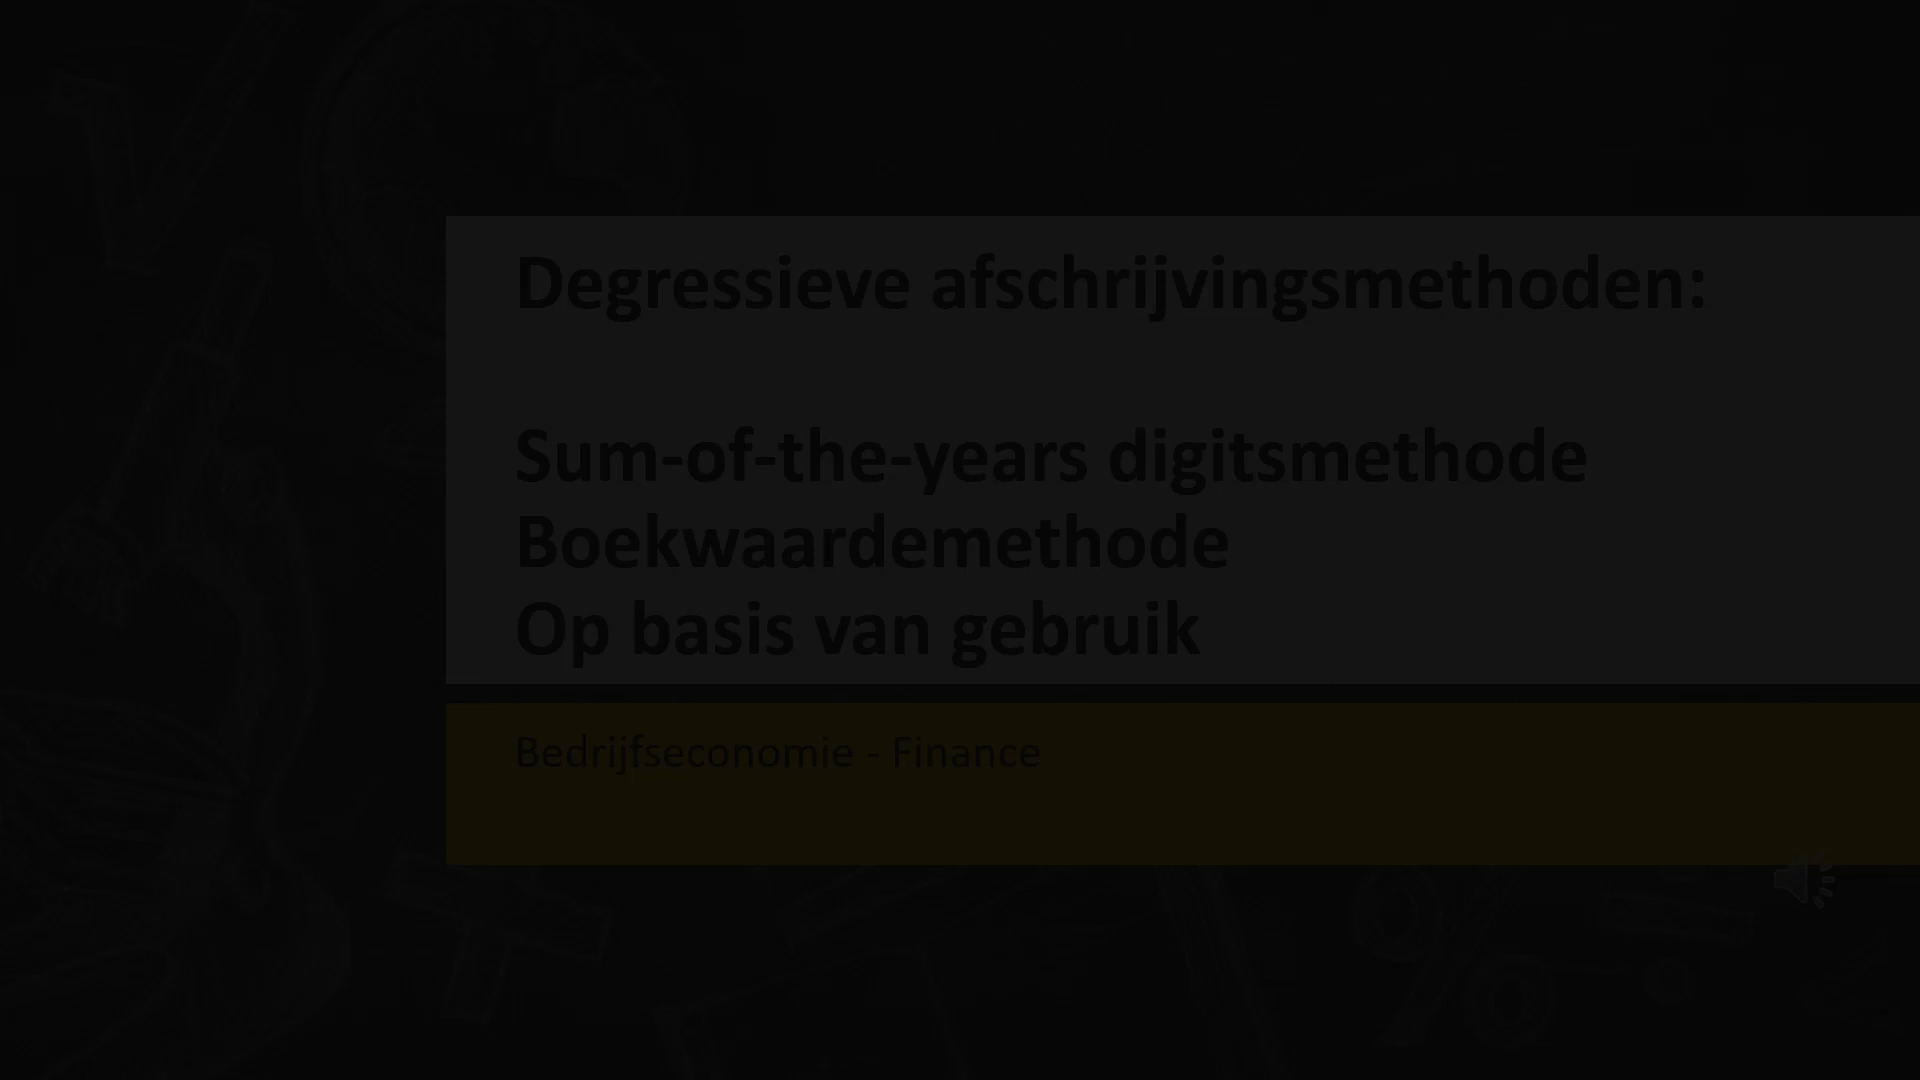 Degressieve afschrijvingsmethoden:
Sum-of-the-years digitsmethode
Boekwaardemethode
Op basis van gebruik
Bedrijfseconomie - Finance